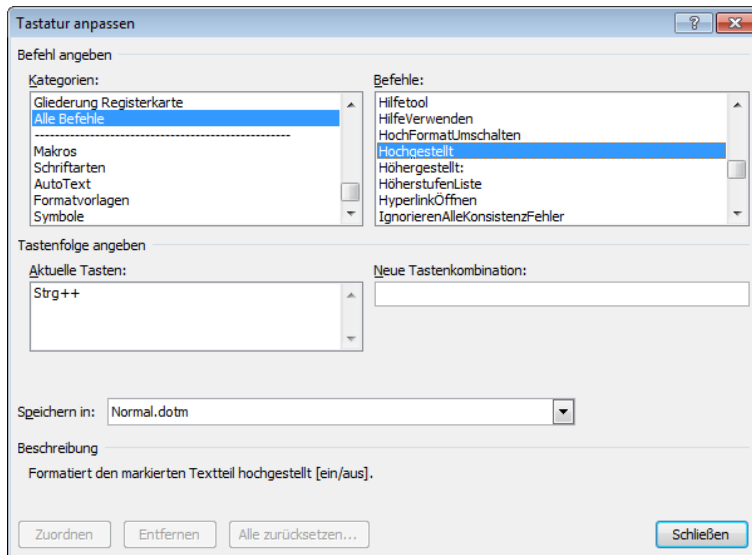 Tastatur anpassen
Befehl angeben
Kategorien:
Gliederung Registerkarte
Alle Befehle
---------------------------------------------------
Makros
Schriftarten
AutoText
Formatvorlagen
Symbole
Befehle:
Hilfetool
HilfeVerwenden
HochFormatUmschalten
Hochgestellt
Höhergestellt:
HöherstufenListe
HyperlinkÖffnen
IgnorierenAlleKonsistenzFehler
Tastenfolge angeben
Aktuelle Tasten:
Strg++
Neue Tastenkombination:
Speichern in: Normal.dotm
Beschreibung
Formatiert den markierten Textteil hochgestellt [ein/aus].
Zuordnen Entfernen Alle zurücksetzen... Schließen